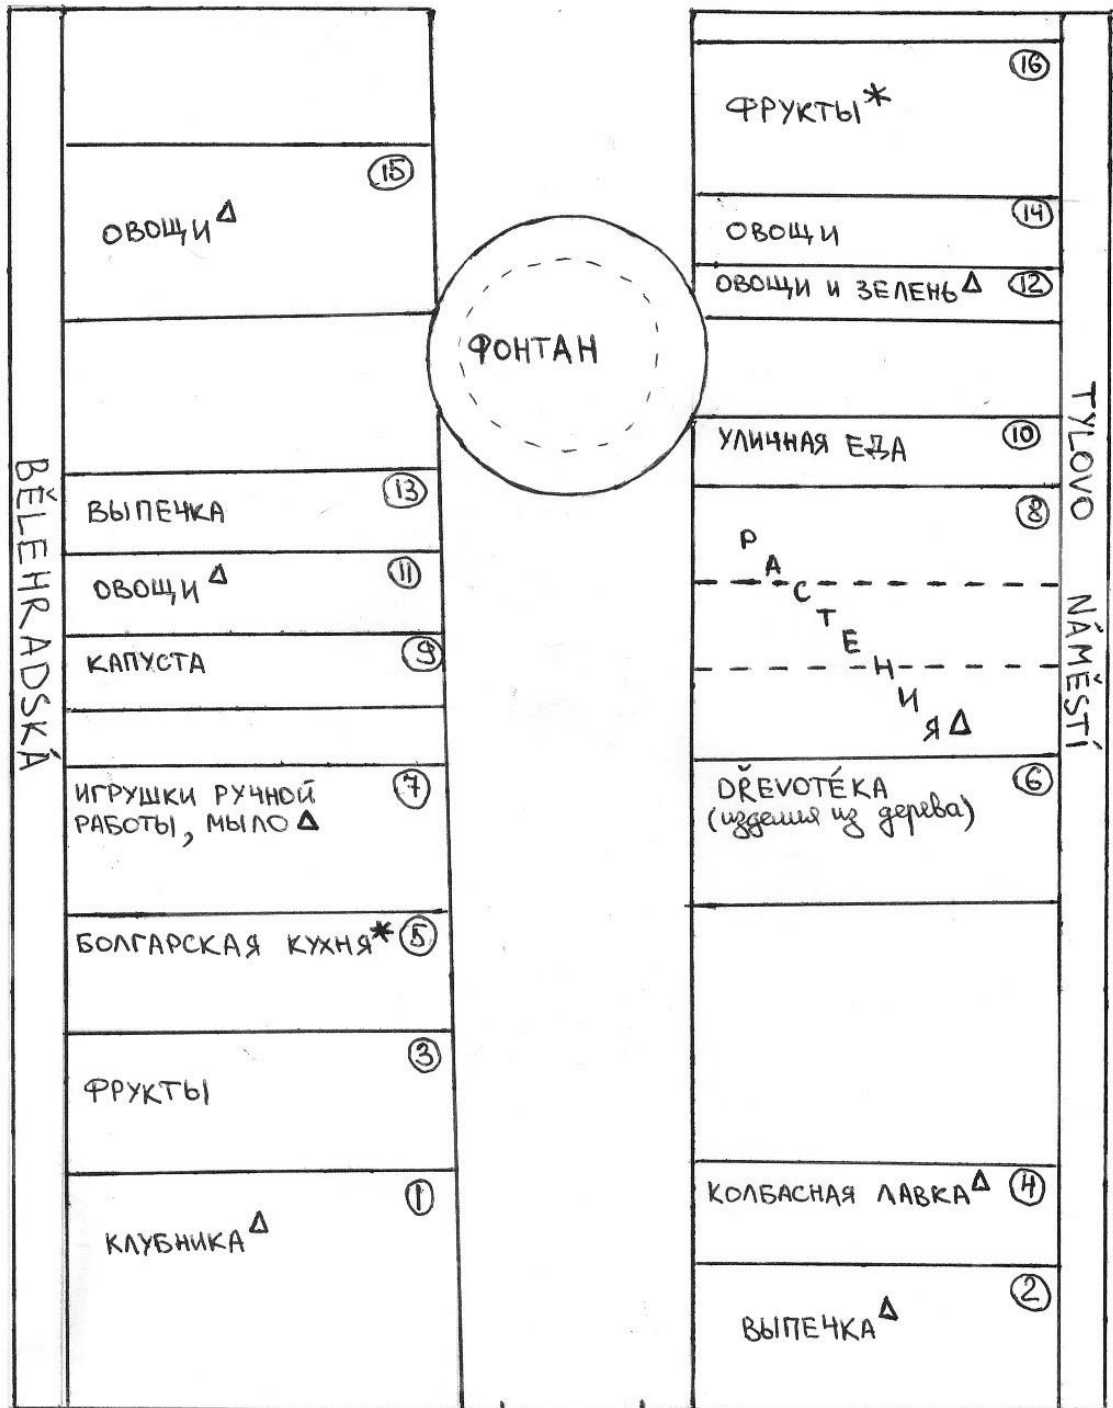 BĚLEHRADSKÁ
15
ОВОЩИ Δ
13
ВЫПЕЧКА
11
ОВОЩИ Δ
9
КАПУСТА
7
ИГРУШКИ РУЧНОЙ
РАБОТЫ, МЫЛО Δ
БОЛГАРСКАЯ КУХНЯ* 5
3
ФРУКТЫ
1
КЛУБНИКА Δ
ФОНТАН
16
ФРУКТЫ*
14
ОВОЩИ
ОВОЩИ И ЗЕЛЕНЬ Δ 12
УЛИЧНАЯ ЕДА 10
8
РАСТЕНИЯ Δ
6
DŘEVOTÉKA
(изделия из дерева)
КОЛБАСНАЯ ЛАВКА Δ 4
2
ВЫПЕЧКА Δ
TYLOVO NÁMĚSTÍ